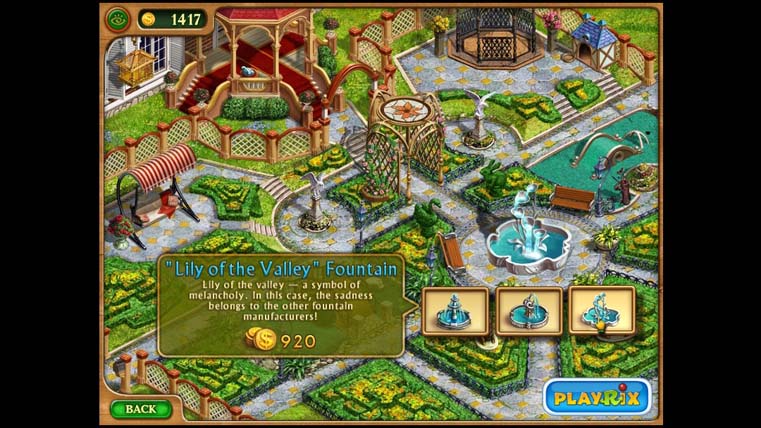 1417
"Lily of the Valley" Fountain
Lily of the valley — a symbol of
melancholy. In this case, the sadness
belongs to the other fountain
manufacturers!
920
BACK
PLAYRIX